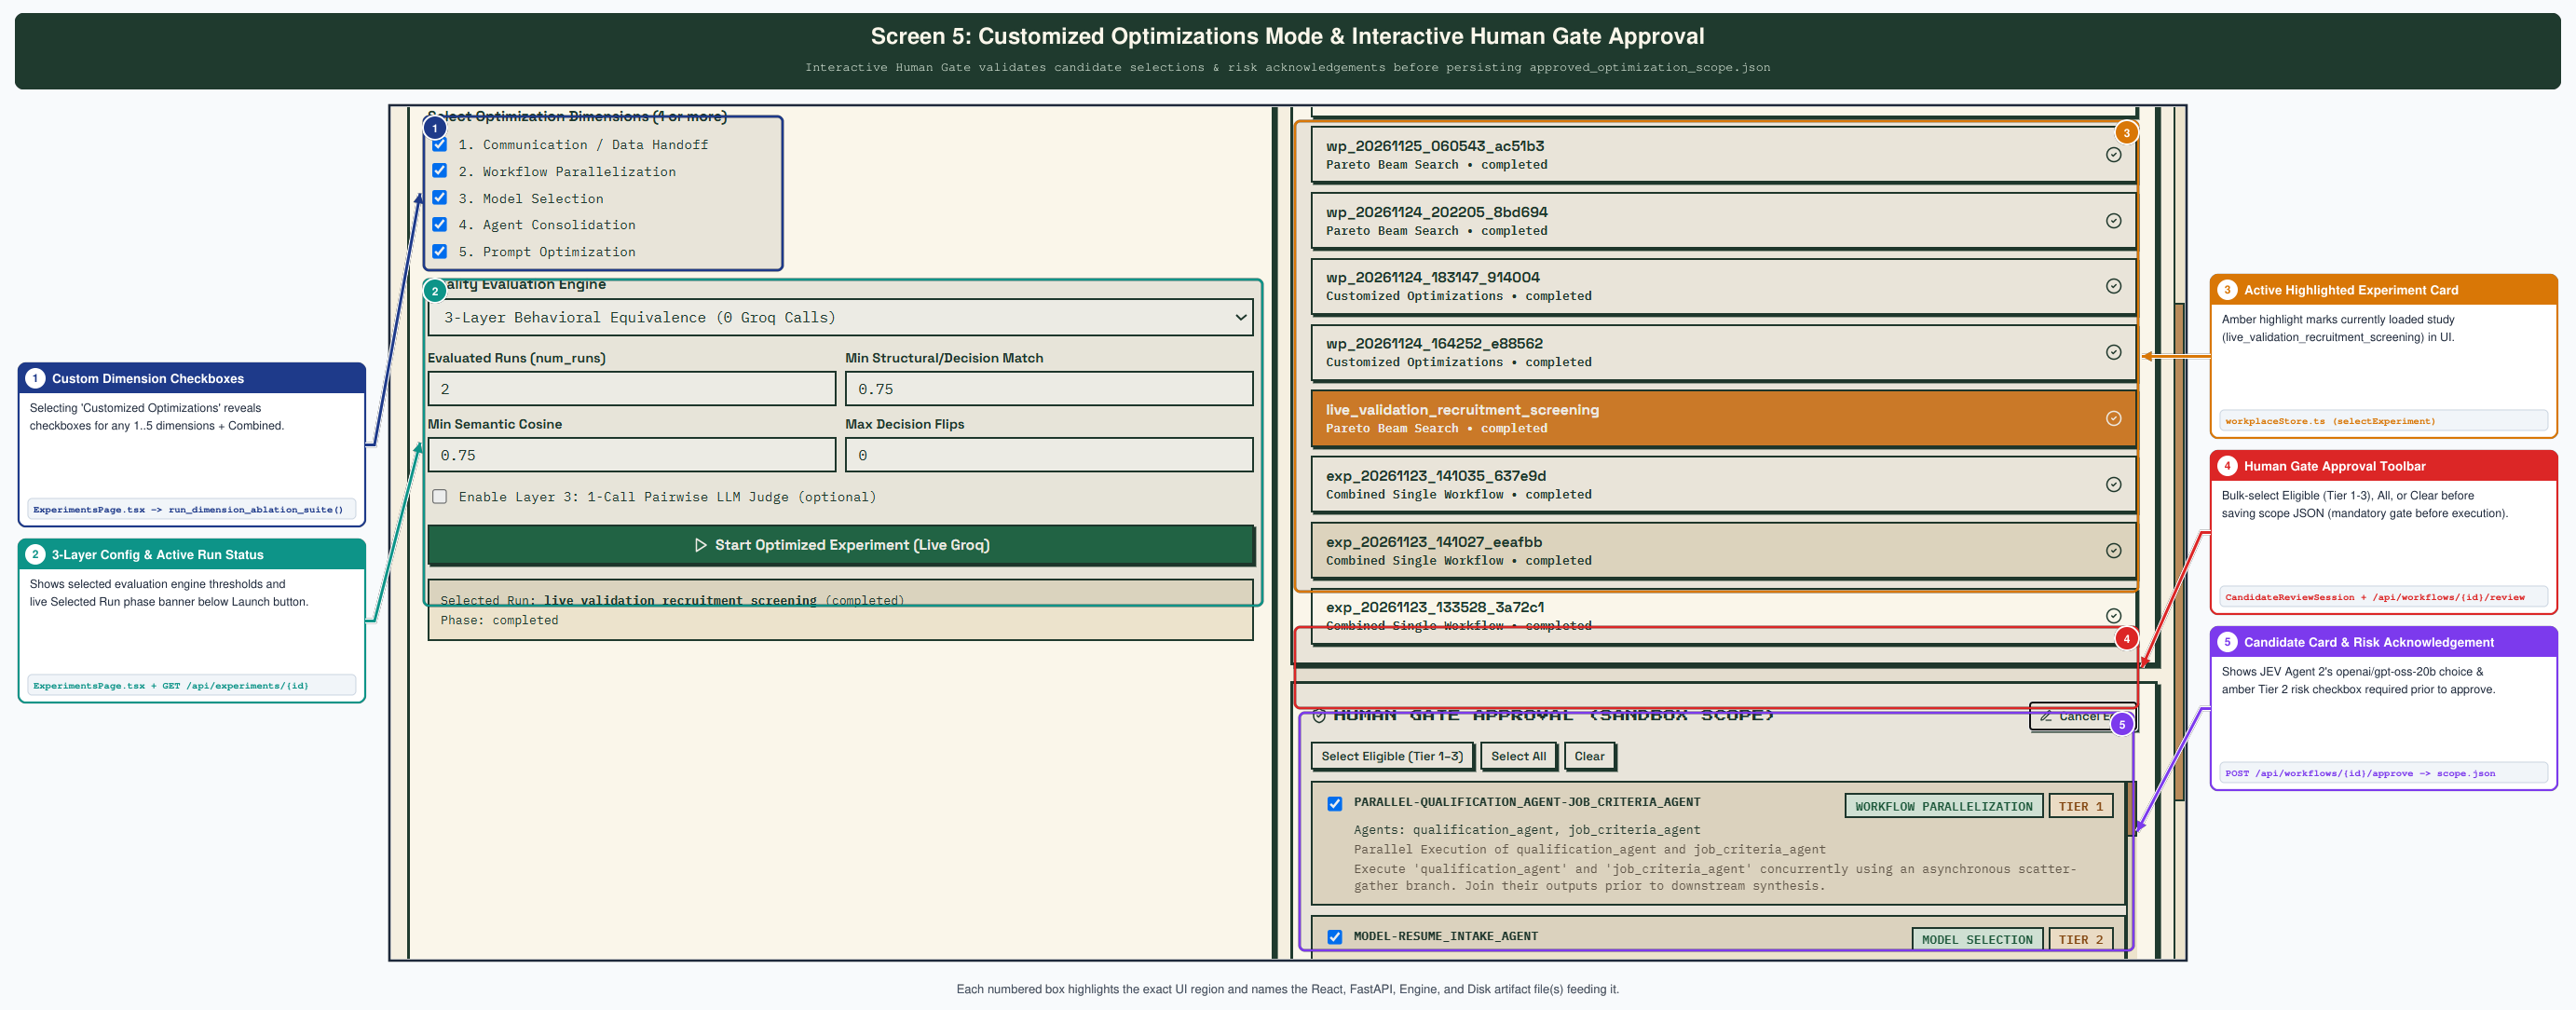 Screen 5: Customized Optimizations Mode & Interactive Human Gate Approval
Interactive Human Gate validates candidate selections & risk acknowledgements before persisting approved_optimization_scope.json
1 Custom Dimension Checkboxes
Selecting 'Customized Optimizations' reveals
checkboxes for any 1..5 dimensions + Combined.
ExperimentsPage.tsx -> run_dimension_ablation_suite()
2 3-Layer Config & Active Run Status
Shows selected evaluation engine thresholds and
live Selected Run phase banner below Launch button.
ExperimentsPage.tsx + GET /api/experiments/{id}
Select Optimization Dimensions (1 or more)
1
1. Communication / Data Handoff
2. Workflow Parallelization
3. Model Selection
4. Agent Consolidation
5. Prompt Optimization
2
ality Evaluation Engine
3-Layer Behavioral Equivalence (0 Groq Calls)
Evaluated Runs (num_runs)
Min Structural/Decision Match
2
0.75
Min Semantic Cosine
Max Decision Flips
0.75
0
Enable Layer 3: 1-Call Pairwise LLM Judge (optional)
Start Optimized Experiment (Live Groq)
Selected Run: live_validation_recruitment_screening (completed)
Phase: completed
3
wp_20261125_060543_ac51b3
Pareto Beam Search • completed
wp_20261124_202205_8bd694
Pareto Beam Search • completed
wp_20261124_183147_914004
Customized Optimizations • completed
wp_20261124_164252_e88562
Customized Optimizations • completed
live_validation_recruitment_screening
Pareto Beam Search • completed
exp_20261123_141035_637e9d
Combined Single Workflow • completed
exp_20261123_141027_eeafbb
Combined Single Workflow • completed
exp_20261123_133528_3a72c1
Combined Single Workflow • completed
4
HUMAN GATE APPROVAL (SANDBOX SCOPE)
Cancel E
5
Select Eligible (Tier 1-3)
Select All
Clear
PARALLEL-QUALIFICATION_AGENT-JOB_CRITERIA_AGENT
WORKFLOW PARALLELIZATION
TIER 1
Agents: qualification_agent, job_criteria_agent
Parallel Execution of qualification_agent and job_criteria_agent
Execute 'qualification_agent' and 'job_criteria_agent' concurrently using an asynchronous scatter-
gather branch. Join their outputs prior to downstream synthesis.
MODEL-RESUME_INTAKE_AGENT
MODEL SELECTION
TIER 2
3 Active Highlighted Experiment Card
Amber highlight marks currently loaded study
(live_validation_recruitment_screening) in UI.
workplaceStore.ts (selectExperiment)
4 Human Gate Approval Toolbar
Bulk-select Eligible (Tier 1-3), All, or Clear before
saving scope JSON (mandatory gate before execution).
CandidateReviewSession + /api/workflows/{id}/review
5 Candidate Card & Risk Acknowledgement
Shows JEV Agent 2's openai/gpt-oss-20b choice &
amber Tier 2 risk checkbox required prior to approve.
POST /api/workflows/{id}/approve -> scope.json
Each numbered box highlights the exact UI region and names the React, FastAPI, Engine, and Disk artifact file(s) feeding it.